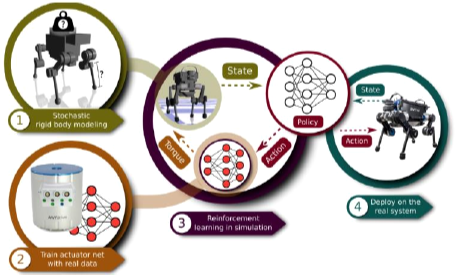 ?
?
1
Stochastic
rigid body modeling
2
Train actuator net
with real data
State
Policy
Action
Torque
3
Reinforcement
learning in simulation
State
Action
4
Deploy on the
real system